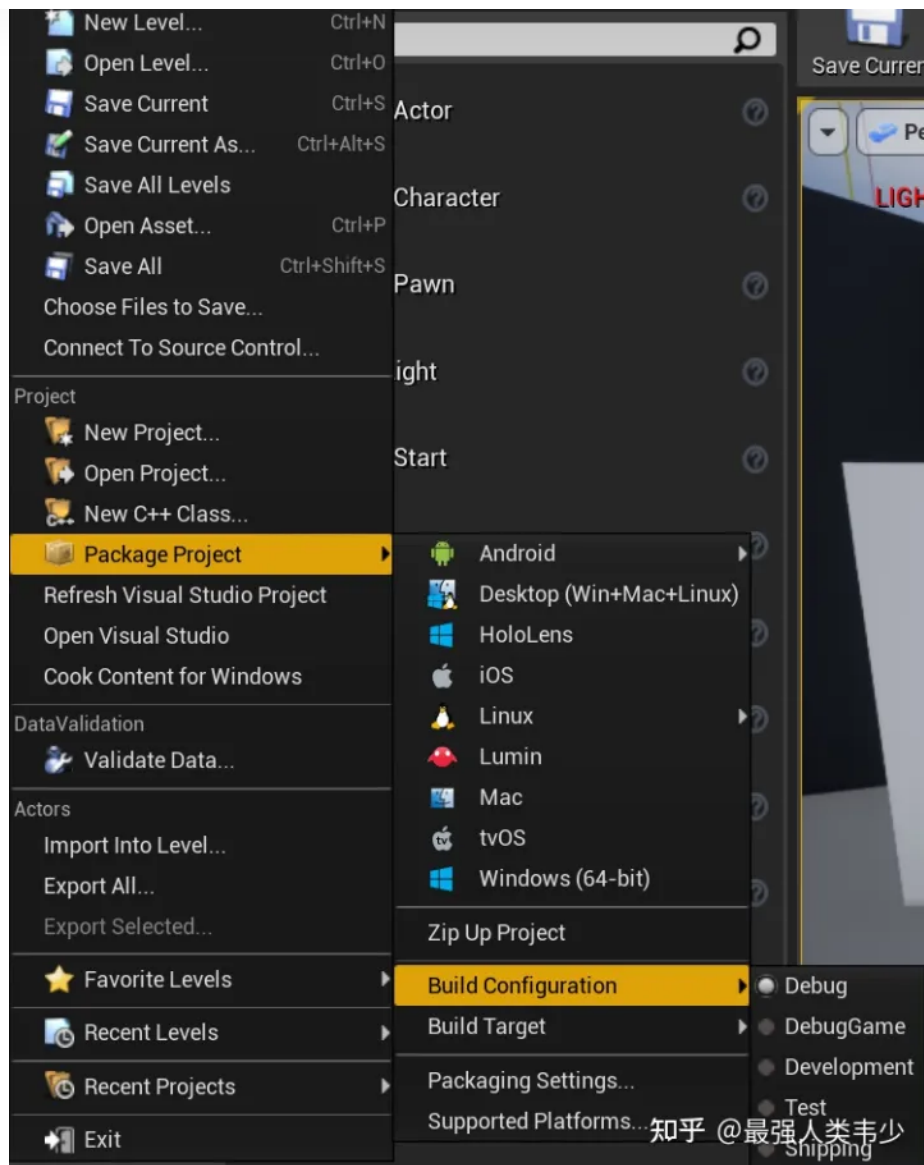 New Level... Ctrl+N
Open Level... Ctrl+O
Save Current Ctrl+S
Save Current As... Ctrl+Alt+S
Save All Levels
Open Asset... Ctrl+P
Save All Ctrl+Shift+S
Choose Files to Save...
Connect To Source Control...
Project
New Project...
Open Project...
New C++ Class...
Package Project
Refresh Visual Studio Project
Open Visual Studio
Cook Content for Windows
DataValidation
Validate Data...
Actors
Import Into Level...
Export All...
Export Selected...
Favorite Levels
Recent Levels
Recent Projects
Exit
Actor
Character
Pawn
ight
Start
Android
Desktop (Win+Mac+Linux)
HoloLens
iOS
Linux
Lumin
Mac
tvOS
Windows (64-bit)
Zip Up Project
Build Configuration
Build Target
Packaging Settings...
Supported Platforms...
Debug
DebugGame
Development
Test
Shipping
Save Curren
Pe
LIGH
知乎 @最强人类韦少